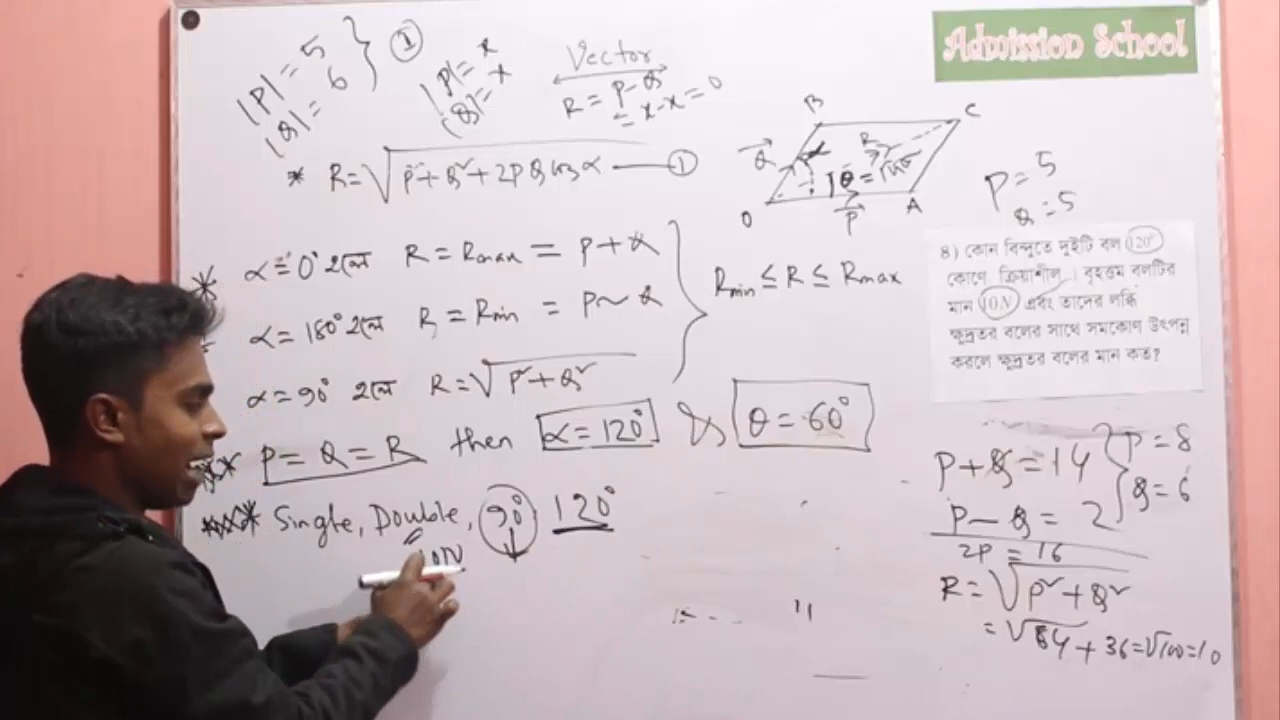 Admission School
|P| = 5
|Q| = 6
①
|P| = x
|Q| = x
Vector
R = P - Q
= x - x = 0
* R = √P²+Q²+2PQ cos α — ①
B
C
Q
R
O
P
A
P = 5
Q = 5
* α = 0° হলে R = Rmax = P + Q
α = 180° হলে R = Rmin = P ~ Q
Rmin ≤ R ≤ Rmax
α = 90° হলে R = √P²+Q²
P = Q = R then α = 120° & θ = 60°
Single, Double, 90° 120°
10N
৪) কোন বিন্দুতে দুইটি বল 120°
কোণে ক্রিয়াশীল । বৃহত্তম বলটির
মান 10N এবং তাদের লব্ধি
ক্ষুদ্রতর বলের সাথে সমকোণ উৎপন্ন
করলে ক্ষুদ্রতর বলের মান কত?
P + Q = 14
P ~ Q = 2
P = 8
Q = 6
2P = 16
R = √P²+Q²
= √64 + 36 = √100 = 10